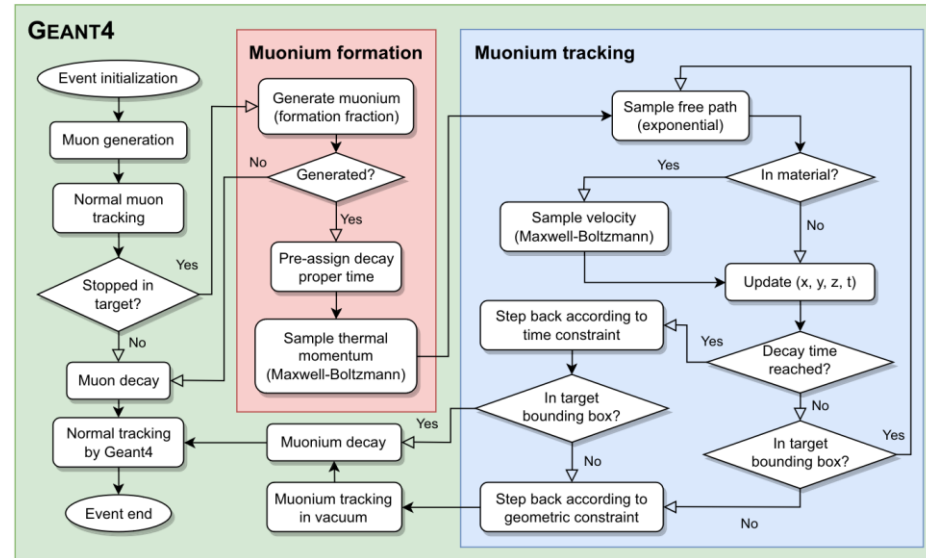 GEANT4
Event initialization
Muon generation
Normal muon
tracking
Stopped in
target?
Yes
No
Muon decay
Normal tracking
by Geant4
Event end
Muonium formation
Generate muonium
(formation fraction)
No
Generated?
Yes
Pre-assign decay
proper time
Sample thermal
momentum
(Maxwell-Boltzmann)
Muonium tracking
Sample free path
(exponential)
In material?
Yes
No
Sample velocity
(Maxwell-Boltzmann)
Update (x, y, z, t)
Decay time
reached?
Yes
No
Step back according to
time constraint
In target
bounding box?
Yes
No
In target
bounding box?
Yes
No
Step back according to
geometric constraint
Muonium decay
Muonium tracking
in vacuum